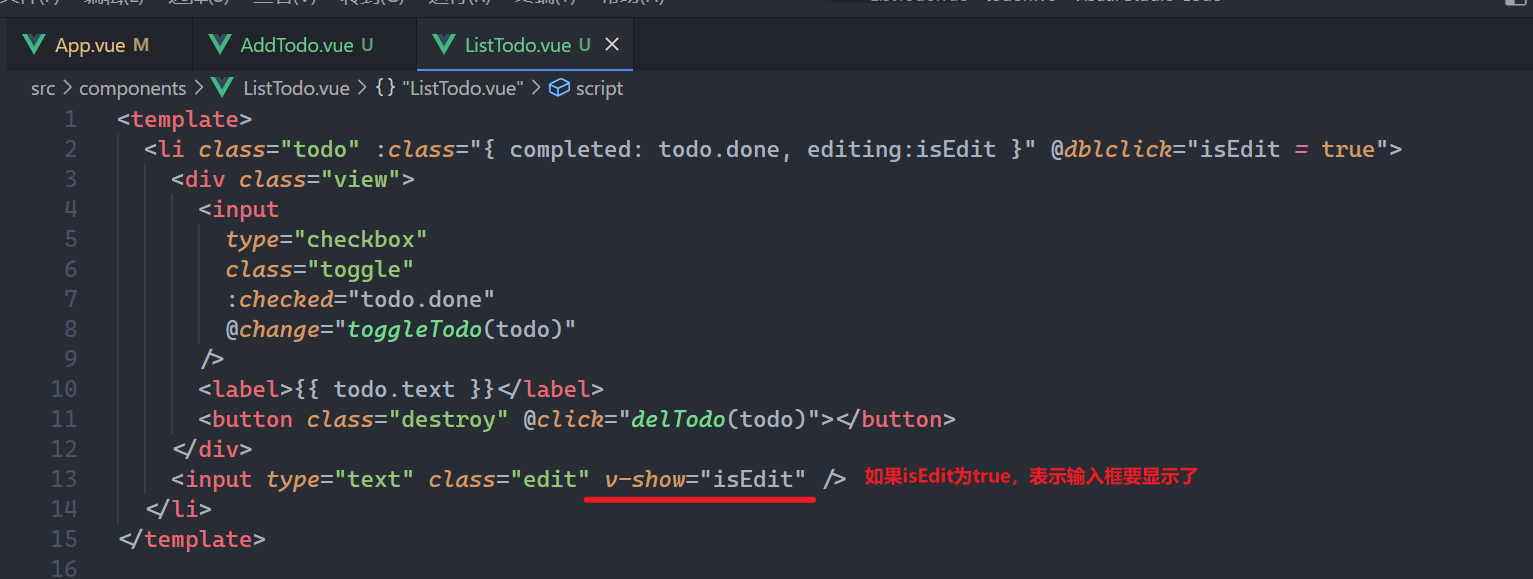 App.vue M AddTodo.vue U ListTodo.vue U
src > components > ListTodo.vue > {} "ListTodo.vue" > script
1 <template>
2 <li class="todo" :class="{ completed: todo.done, editing:isEdit }" @dblclick="isEdit = true">
3 <div class="view">
4 <input
5 type="checkbox"
6 class="toggle"
7 :checked="todo.done"
8 @change="toggleTodo(todo)"
9 />
10 <label>{{ todo.text }}</label>
11 <button class="destroy" @click="delTodo(todo)"></button>
12 </div>
13 <input type="text" class="edit" v-show="isEdit" /> 如果isEdit为true，表示输入框要显示了
14 </li>
15 </template>
16